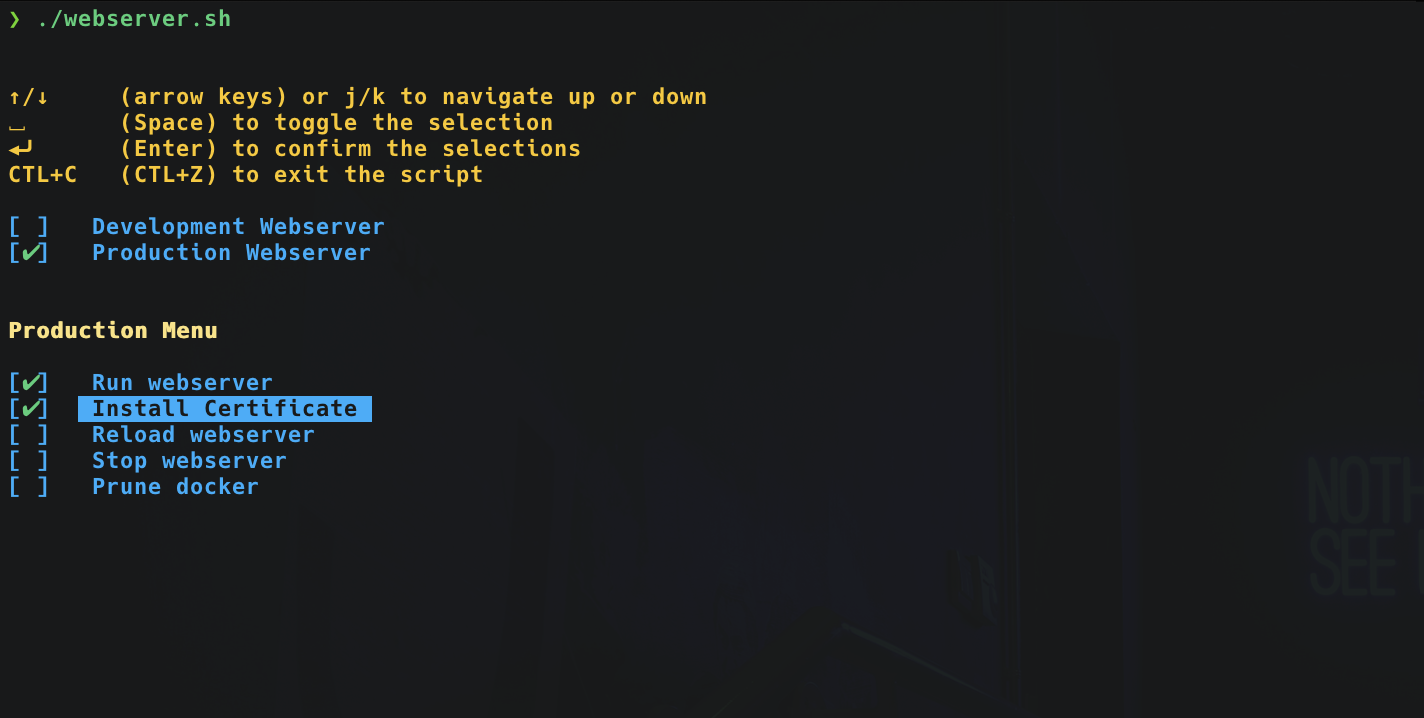 ❯ ./webserver.sh
↑/↓ (arrow keys) or j/k to navigate up or down
⎵ (Space) to toggle the selection
↵ (Enter) to confirm the selections
CTL+C (CTL+Z) to exit the script
[ ] Development Webserver
[✔] Production Webserver
Production Menu
[✔] Run webserver
[✔] Install Certificate
[ ] Reload webserver
[ ] Stop webserver
[ ] Prune docker
SEE